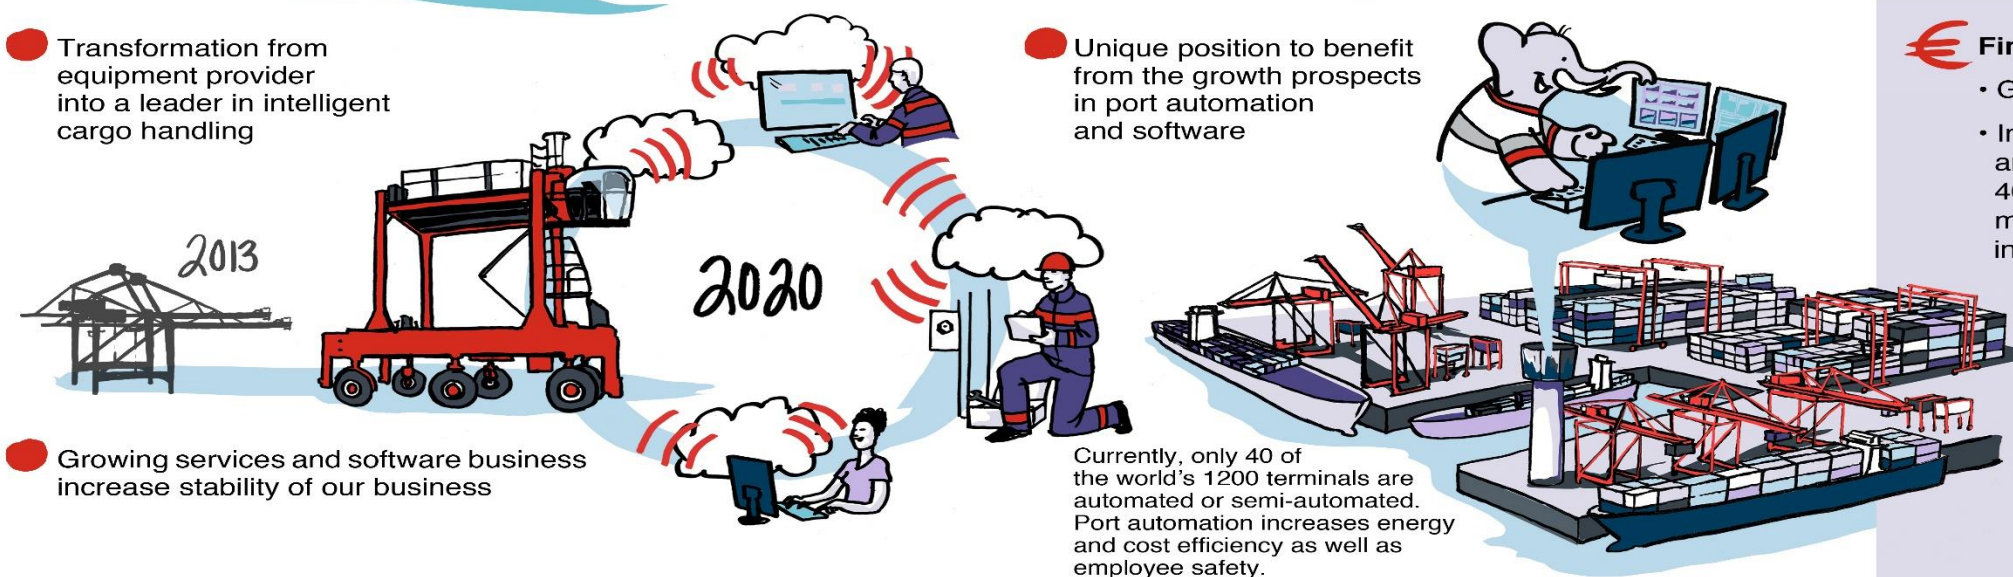 Transformation from
equipment provider
into a leader in intelligent
cargo handling
2013
2020
Growing services and software business
increase stability of our business
Unique position to benefit
from the growth prospects
in port automation
and software
Currently, only 40 of
the world's 1200 terminals are
automated or semi-automated.
Port automation increases energy
and cost efficiency as well as
employee safety.
€